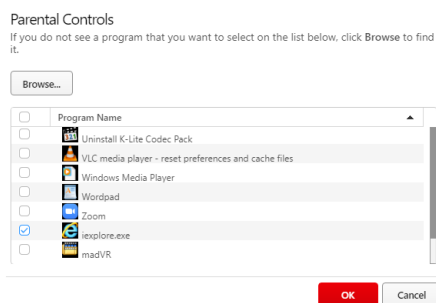 Parental Controls
If you do not see a program that you want to select on the list below, click Browse to find
it.
Browse...
Program Name
Uninstall K-Lite Codec Pack
VLC media player - reset preferences and cache files
Windows Media Player
Wordpad
Zoom
iexplore.exe
madVR
OK Cancel